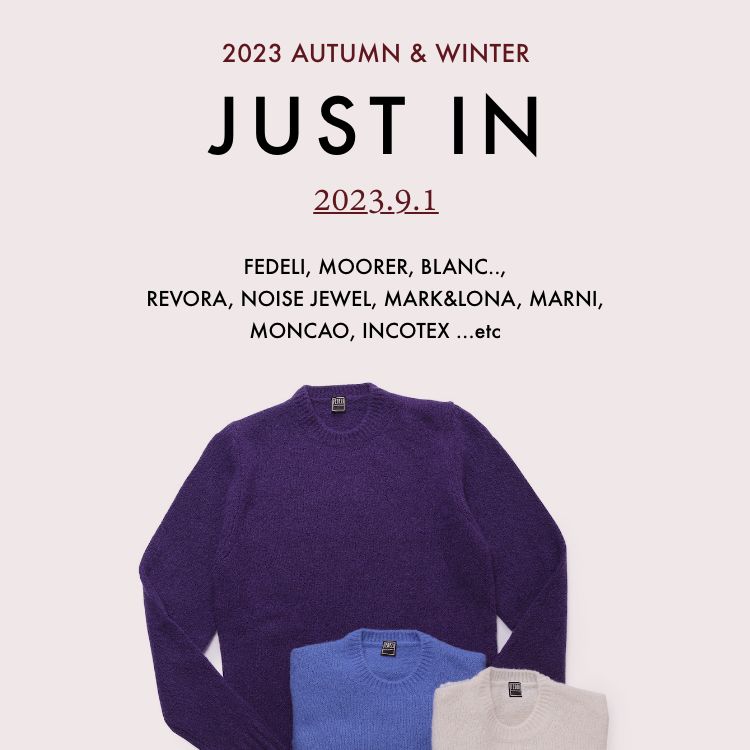 2023 AUTUMN & WINTER
JUST IN
2023.9.1
FEDELI, MOORER, BLANC..,
REVORA, NOISE JEWEL, MARK&LONA, MARNI,
MONCAO, INCOTEX ...etc